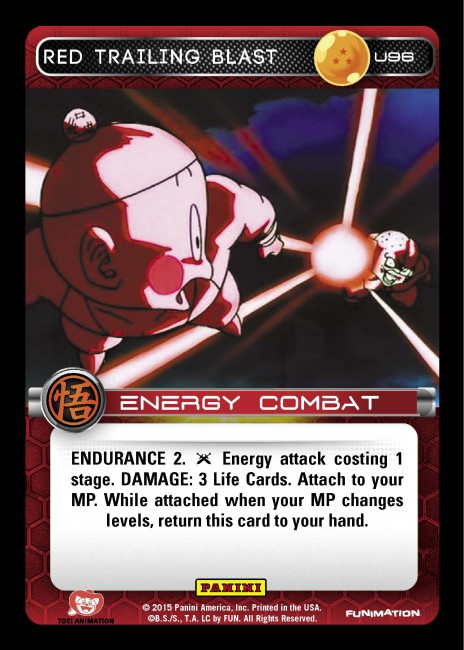 RED TRAILING BLAST U96
悟
ENERGY COMBAT
ENDURANCE 2. Energy attack costing 1
stage. DAMAGE: 3 Life Cards. Attach to your
MP. While attached when your MP changes
levels, return this card to your hand.
PANINI
TOEI ANIMATION
© 2015 Panini America, Inc. Printed in the USA.
©B.S./S., T.A. LC by FUN. All Rights Reserved.
FUNIMATION